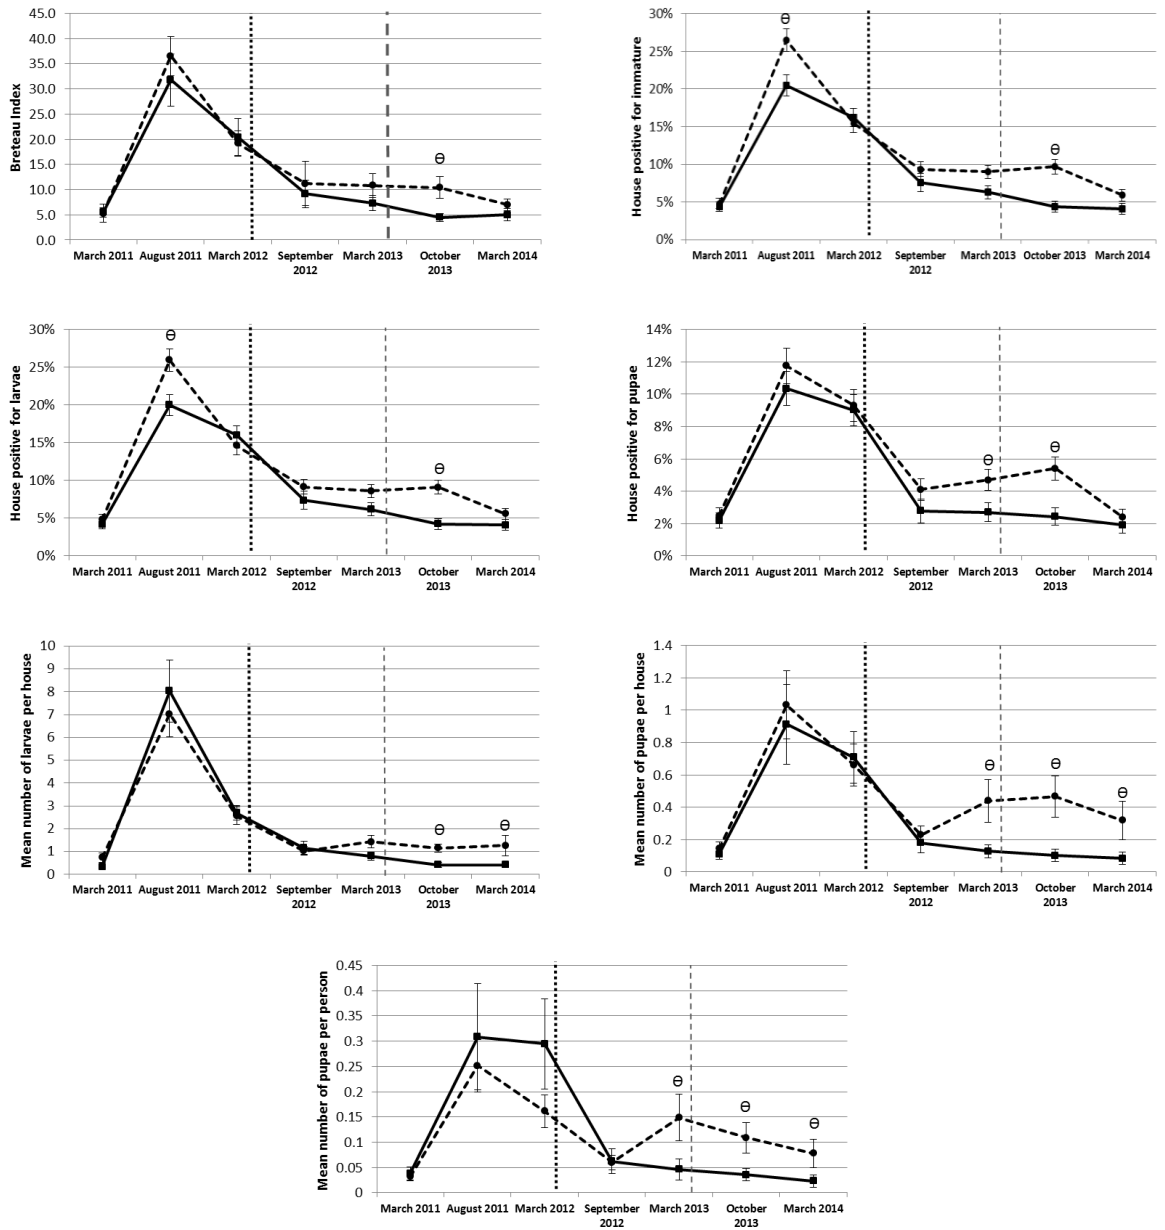 Breteau Index
45.0
40.0
35.0
30.0
25.0
20.0
15.0
10.0
5.0
0.0
March 2011 August 2011 March 2012 September 2012 March 2013 October 2013 March 2014
House positive for immature
30%
25%
20%
15%
10%
5%
0%
ϴ
ϴ
ϴ
March 2011 August 2011 March 2012 September 2012 March 2013 October 2013 March 2014
House positive for larvae
30%
25%
20%
15%
10%
5%
0%
ϴ
ϴ
March 2011 August 2011 March 2012 September 2012 March 2013 October 2013 March 2014
House positive for pupae
14%
12%
10%
8%
6%
4%
2%
0%
ϴ
ϴ
March 2011 August 2011 March 2012 September 2012 March 2013 October 2013 March 2014
Mean number of larvae per house
10
9
8
7
6
5
4
3
2
1
0
ϴ
ϴ
March 2011 August 2011 March 2012 September 2012 March 2013 October 2013 March 2014
Mean number of pupae per house
1.4
1.2
1
0.8
0.6
0.4
0.2
0
ϴ
ϴ
ϴ
March 2011 August 2011 March 2012 September 2012 March 2013 October 2013 March 2014
Mean number of pupae per person
0.45
0.4
0.35
0.3
0.25
0.2
0.15
0.1
0.05
0
ϴ
ϴ
ϴ
March 2011 August 2011 March 2012 September 2012 March 2013 October 2013 March 2014